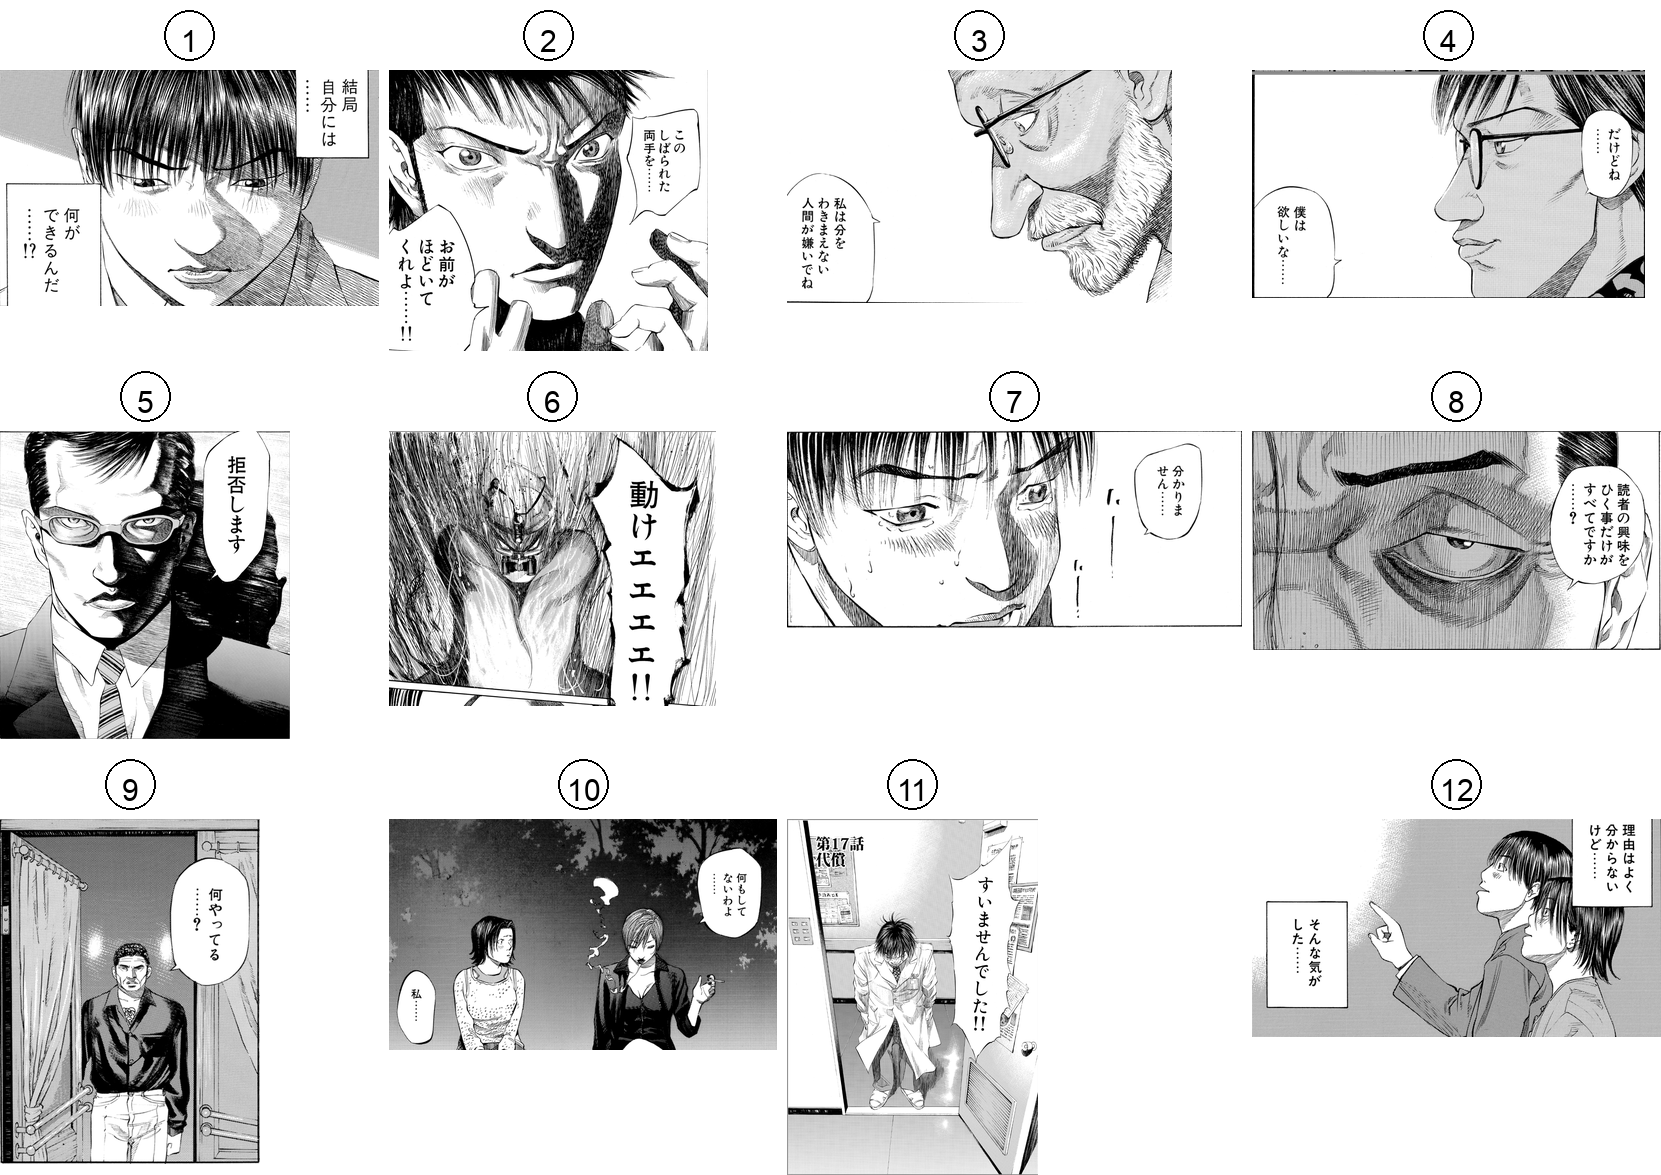 1
結局
自分には
……
何が
できるんだ
……!?
2
この
しばられた
両手を……
お前が
ほどいて
くれよ……!!
3
私は分を
わきまえない
人間が嫌いでね
4
だけどね
……
僕は
欲しいな……
5
拒否します
6
動けェェェェ!!
7
分かりま
せん……
8
読者の興味を
ひく事だけが
すべてですか
……?
9
何やってる
……?
10
何もして
ないわよ
……
私……
11
第17話
代償
すいませんでした!!
12
理由はよく
分からない
けど……
そんな気が
した……